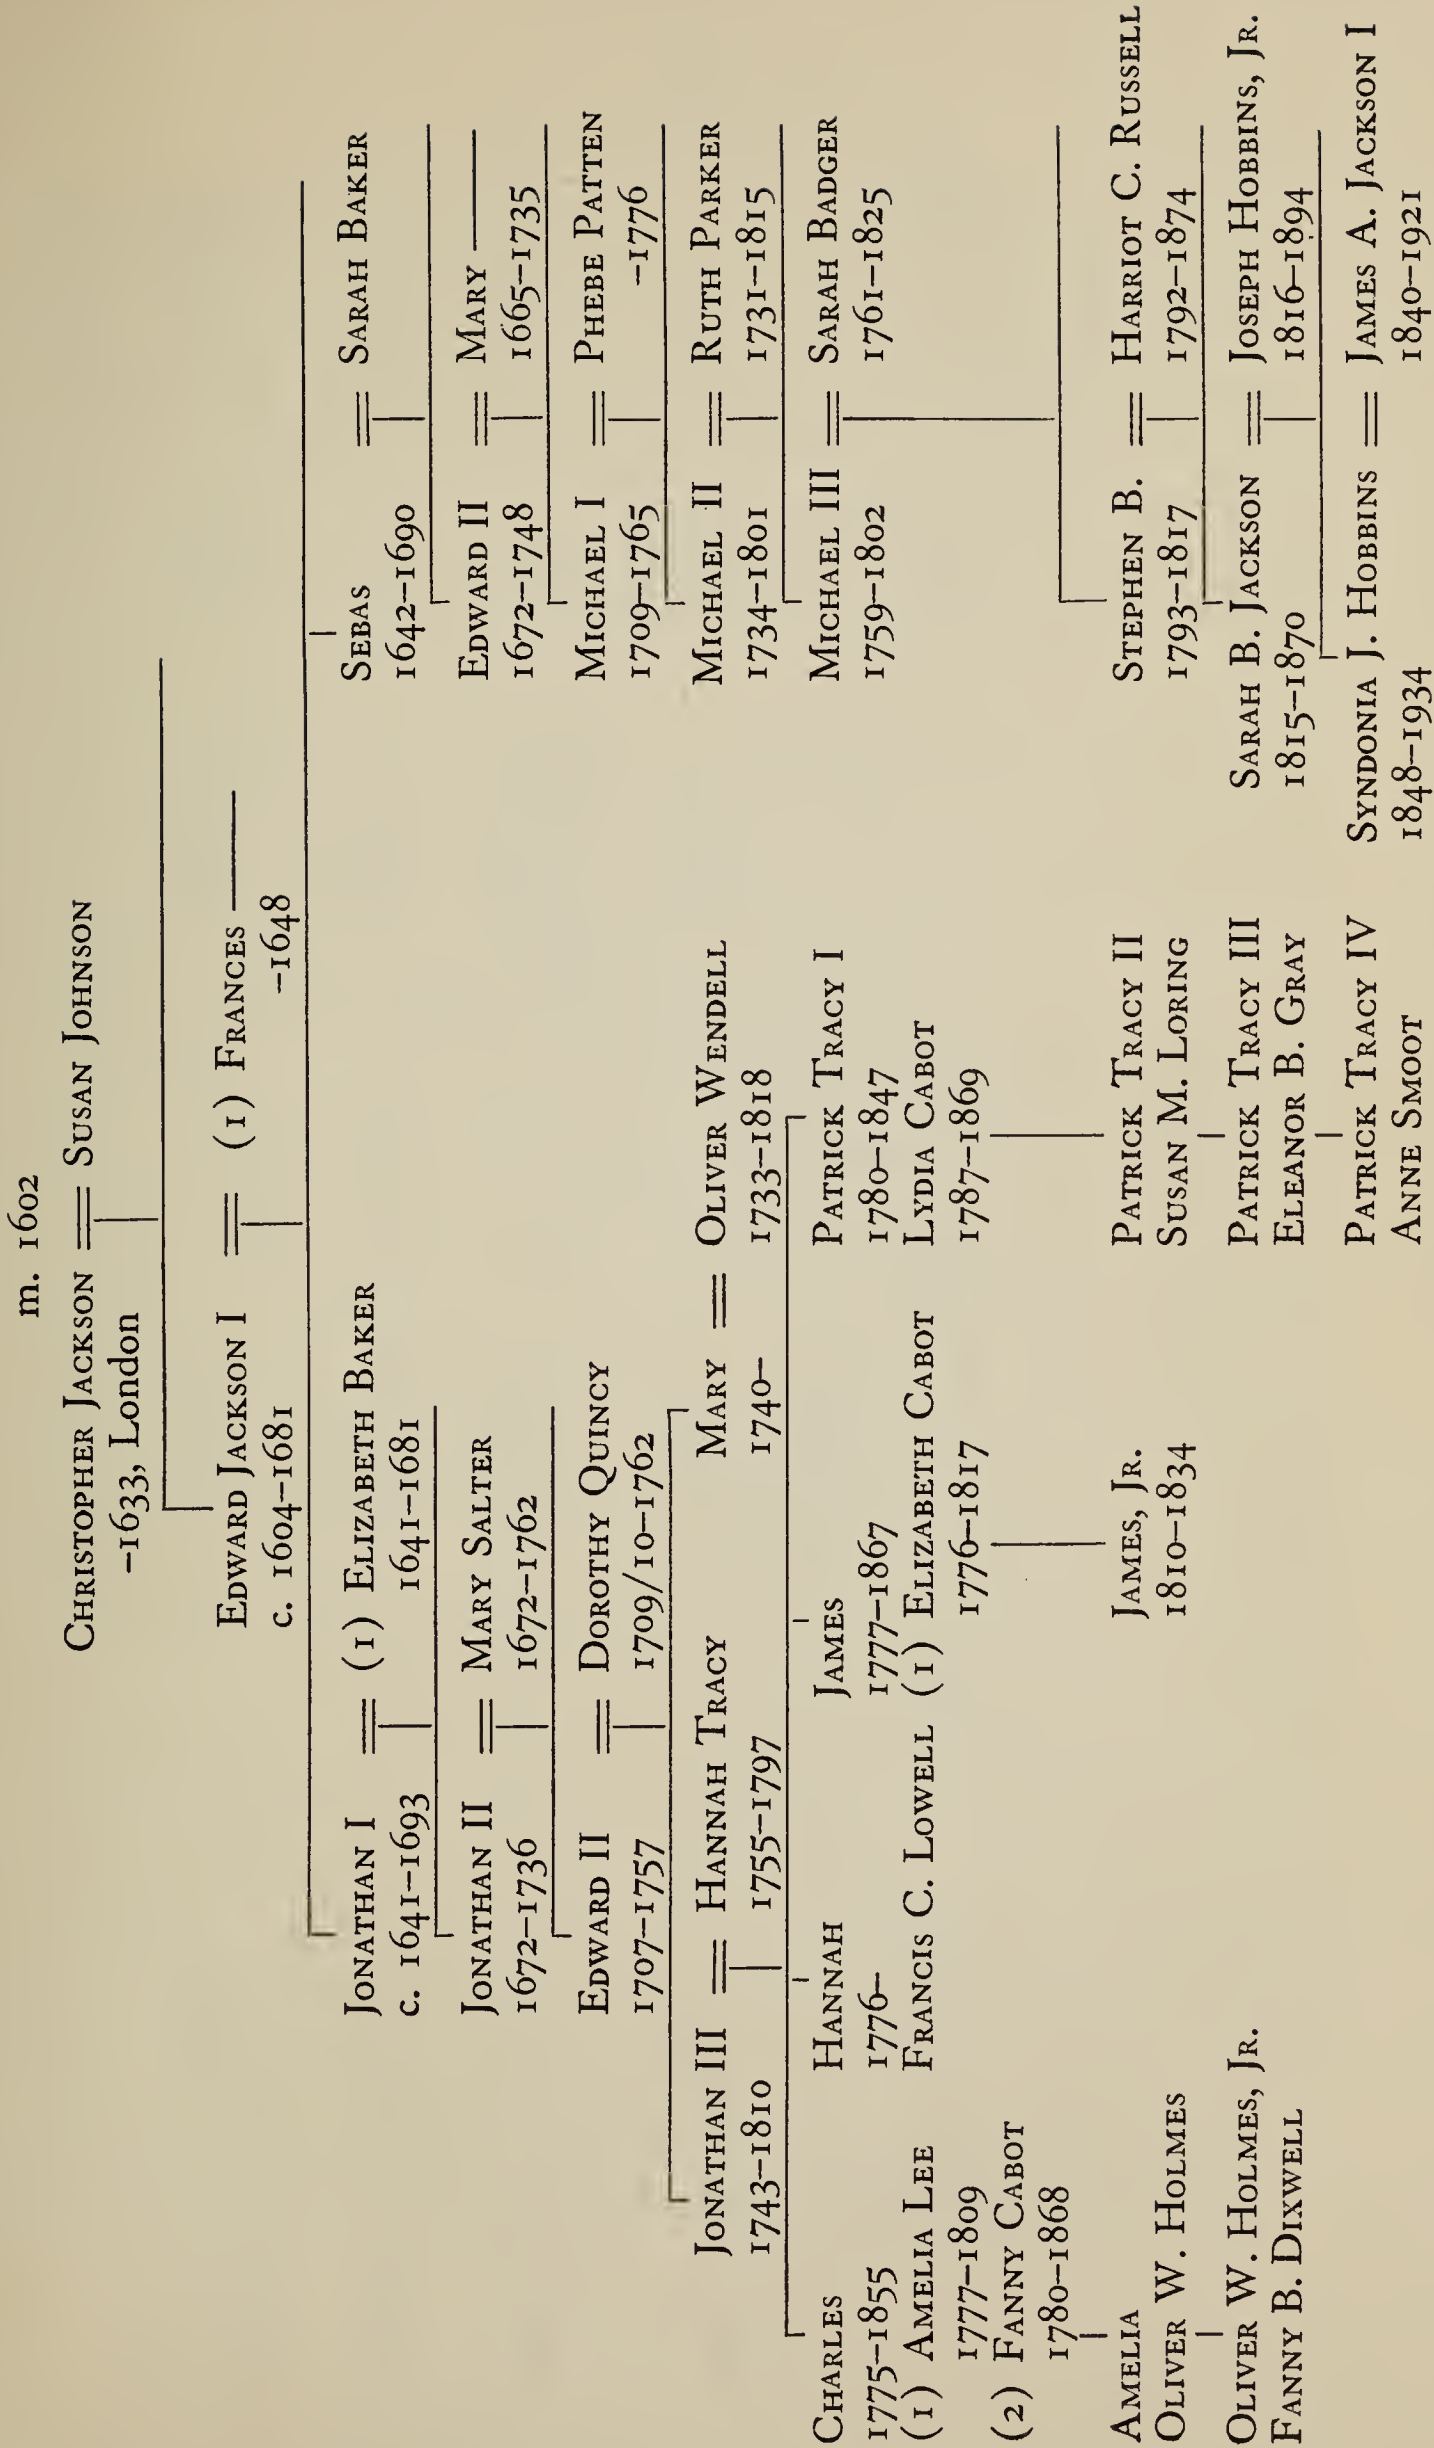 m. 1602
CHRISTOPHER JACKSON = SUSAN JOHNSON
–1633, London
EDWARD JACKSON I = (1) FRANCES ——
c. 1604–1681 –1648
JONATHAN I = (1) ELIZABETH BAKER SEBAS = SARAH BAKER
c. 1641–1693 1641–1681 1642–1690
JONATHAN II = MARY SALTER EDWARD II = MARY ——
1672–1736 1672–1762 1672–1748 1665–1735
EDWARD II = DOROTHY QUINCY MICHAEL I = PHEBE PATTEN
1707–1757 1709/10–1762 1709–1765 –1776
JONATHAN III = HANNAH TRACY MARY = OLIVER WENDELL MICHAEL II = RUTH PARKER
1743–1810 1755–1797 1740– 1733–1818 1734–1801 1731–1815
CHARLES HANNAH JAMES PATRICK TRACY I MICHAEL III = SARAH BADGER
1775–1855 1776– 1777–1867 1780–1847 1759–1802 1761–1825
(1) AMELIA LEE FRANCIS C. LOWELL (1) ELIZABETH CABOT LYDIA CABOT
1777–1809 1776–1817 1787–1869
(2) FANNY CABOT
1780–1868
AMELIA JAMES, JR. PATRICK TRACY II STEPHEN B. = HARRIOT C. RUSSELL
OLIVER W. HOLMES 1810–1834 SUSAN M. LORING 1793–1817 1792–1874
OLIVER W. HOLMES, JR. PATRICK TRACY III SARAH B. JACKSON = JOSEPH HOBBINS, JR.
FANNY B. DIXWELL ELEANOR B. GRAY 1815–1870 1816–1894
PATRICK TRACY IV SYNDONIA J. HOBBINS = JAMES A. JACKSON I
ANNE SMOOT 1848–1934 1840–1921